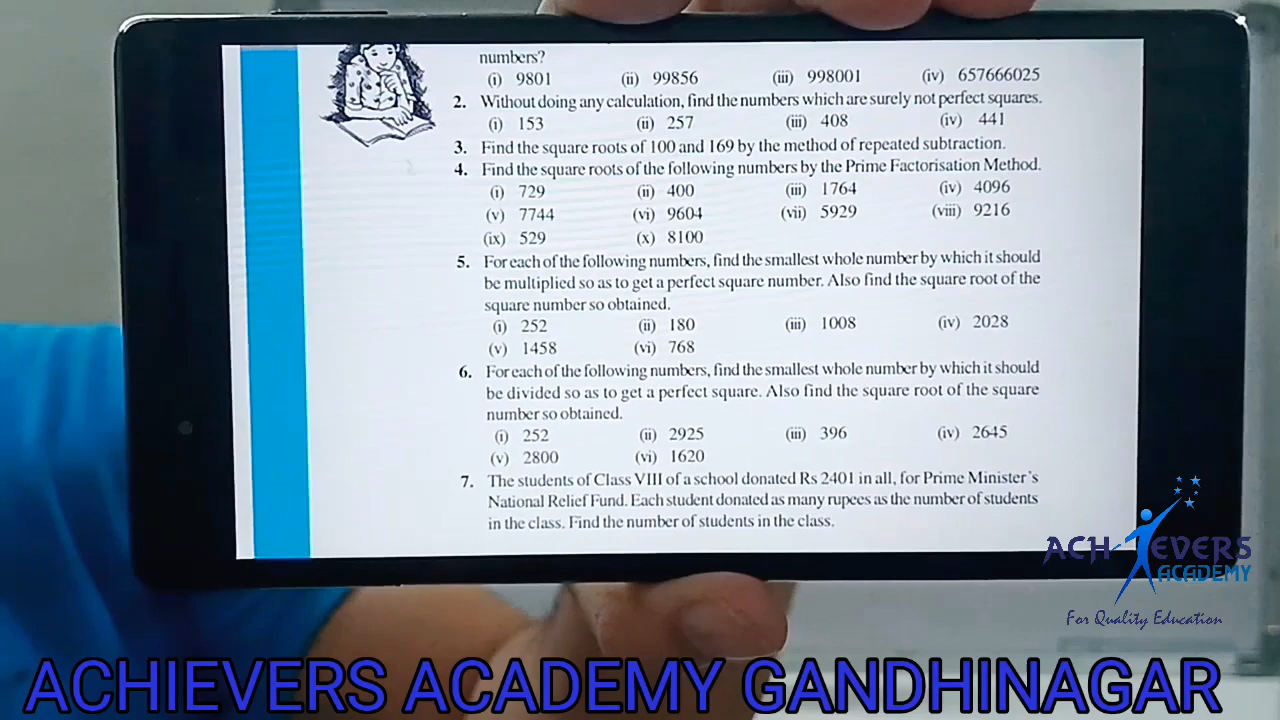 numbers?
(i) 9801 (ii) 99856 (iii) 998001 (iv) 657666025
2. Without doing any calculation, find the numbers which are surely not perfect squares.
(i) 153 (ii) 257 (iii) 408 (iv) 441
3. Find the square roots of 100 and 169 by the method of repeated subtraction.
4. Find the square roots of the following numbers by the Prime Factorisation Method.
(i) 729 (ii) 400 (iii) 1764 (iv) 4096
(v) 7744 (vi) 9604 (vii) 5929 (viii) 9216
(ix) 529 (x) 8100
5. For each of the following numbers, find the smallest whole number by which it should
be multiplied so as to get a perfect square number. Also find the square root of the
square number so obtained.
(i) 252 (ii) 180 (iii) 1008 (iv) 2028
(v) 1458 (vi) 768
6. For each of the following numbers, find the smallest whole number by which it should
be divided so as to get a perfect square. Also find the square root of the square
number so obtained.
(i) 252 (ii) 2925 (iii) 396 (iv) 2645
(v) 2800 (vi) 1620
7. The students of Class VIII of a school donated Rs 2401 in all, for Prime Minister's
National Relief Fund. Each student donated as many rupees as the number of students
in the class. Find the number of students in the class.
ACHIEVERS
ACADEMY
For Quality Education
ACHIEVERS ACADEMY GANDHINAGAR